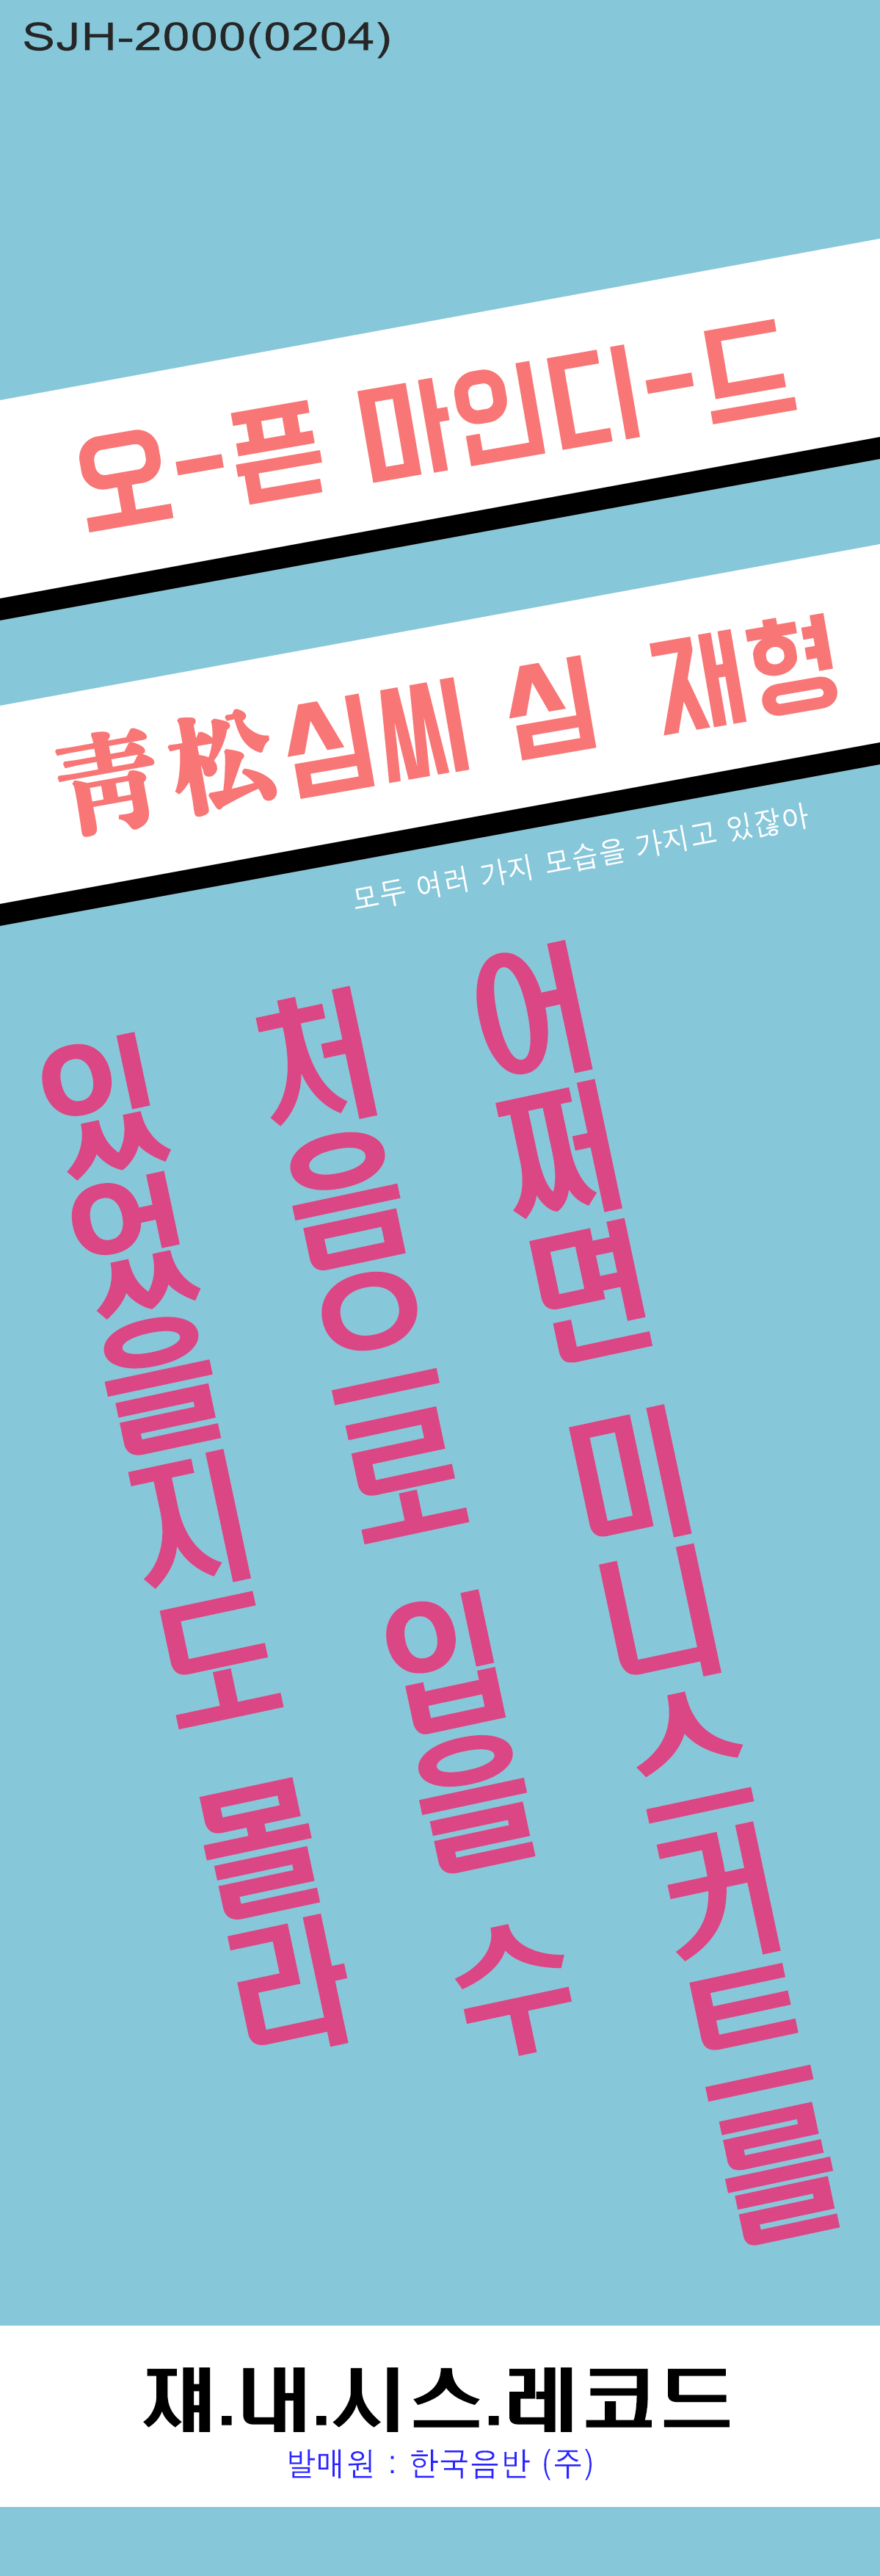 SJH-2000(0204)
오-픈 마인디-드
靑松심씨 심 재형
모두 여러 가지 모습을 가지고 있잖아
어쩌면 미니스커트를
처음으로 입을 수
있었을지도 몰라
쟤.내.시스.레코드
발매원 : 한국음반 (주)